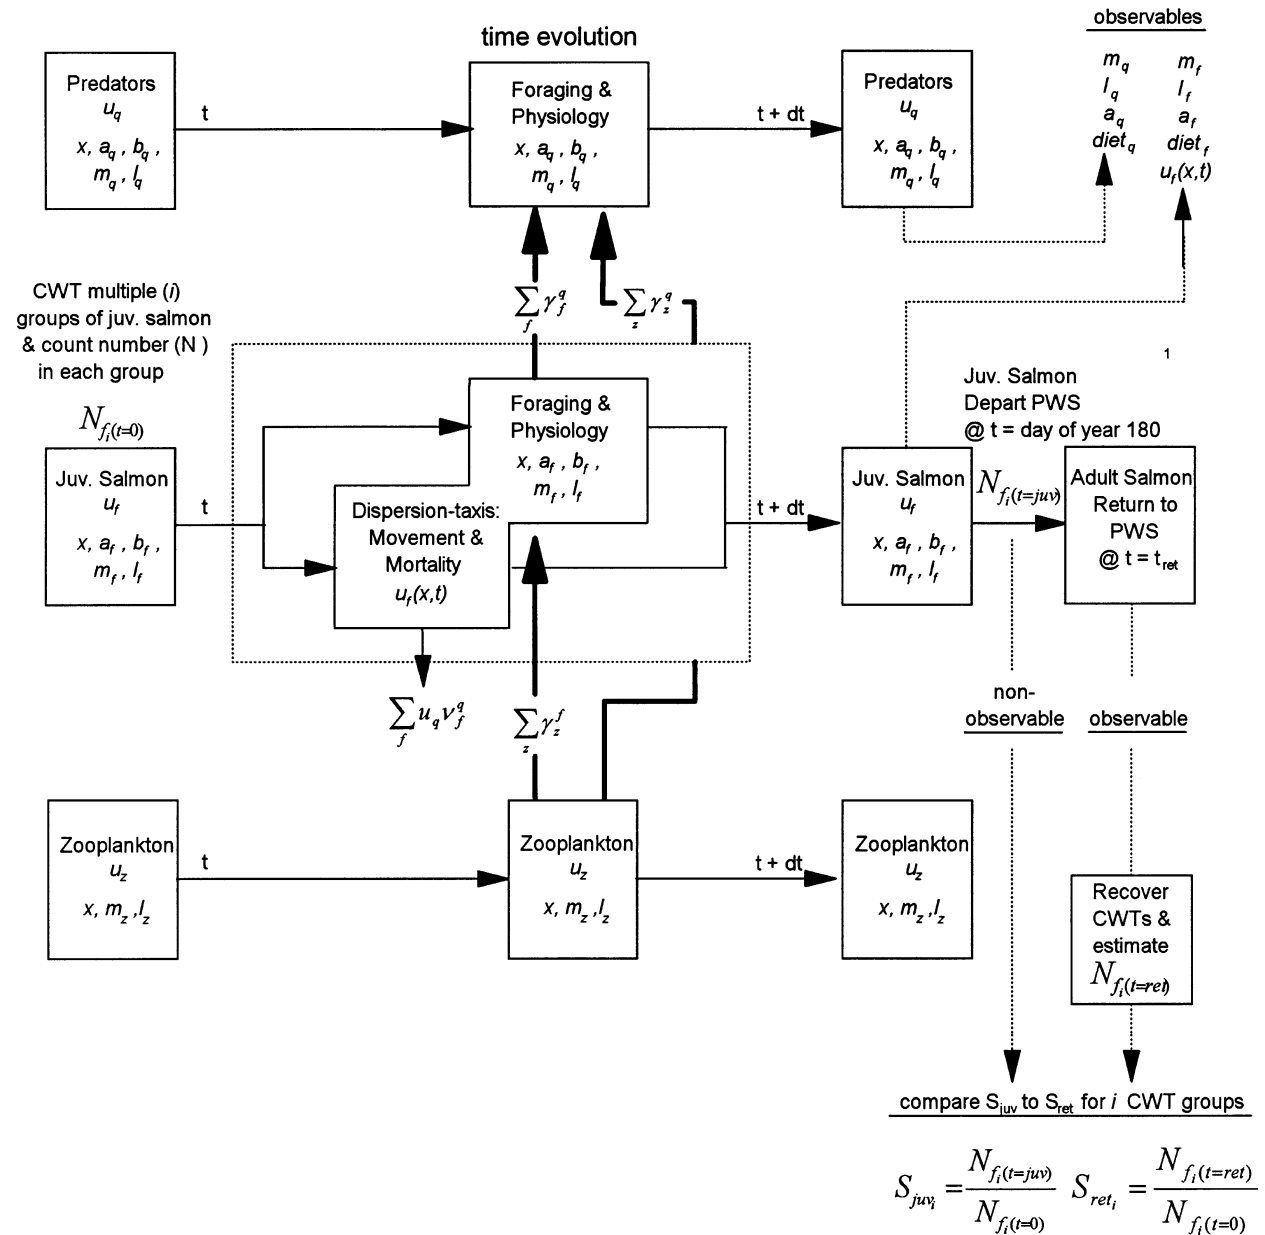 observables
time evolution
m_q m_f
l_q l_f
a_q a_f
diet_q diet_f
u_f(x,t)
Predators
u_q
x, a_q , b_q ,
m_q , l_q
t
Foraging &
Physiology
x, a_q , b_q ,
m_q , l_q
t + dt
Predators
u_q
x, a_q , b_q ,
m_q , l_q
CWT multiple (i)
groups of juv. salmon
& count number (N )
in each group
N_{f_i(t=0)}
∑_f γ_f^q
∑_z γ_z^q
1
Juv. Salmon
Depart PWS
@ t = day of year 180
Juv. Salmon
u_f
x, a_f , b_f ,
m_f , l_f
t
Foraging &
Physiology
x, a_f , b_f ,
m_f , l_f
Dispersion-taxis:
Movement &
Mortality
u_f(x,t)
t + dt
Juv. Salmon
u_f
x, a_f , b_f ,
m_f , l_f
N_{f_i(t=juv)}
Adult Salmon
Return to
PWS
@ t = t_ret
∑_f u_q ν_f^q
∑_z γ_z^f
non-
observable
observable
Zooplankton
u_z
x, m_z ,l_z
t
Zooplankton
u_z
x, m_z ,l_z
t + dt
Zooplankton
u_z
x, m_z ,l_z
Recover
CWTs &
estimate
N_{f_i(t=ret)}
compare S_juv to S_ret for i CWT groups
S_{juv_i} = N_{f_i(t=juv)} / N_{f_i(t=0)} S_{ret_i} = N_{f_i(t=ret)} / N_{f_i(t=0)}